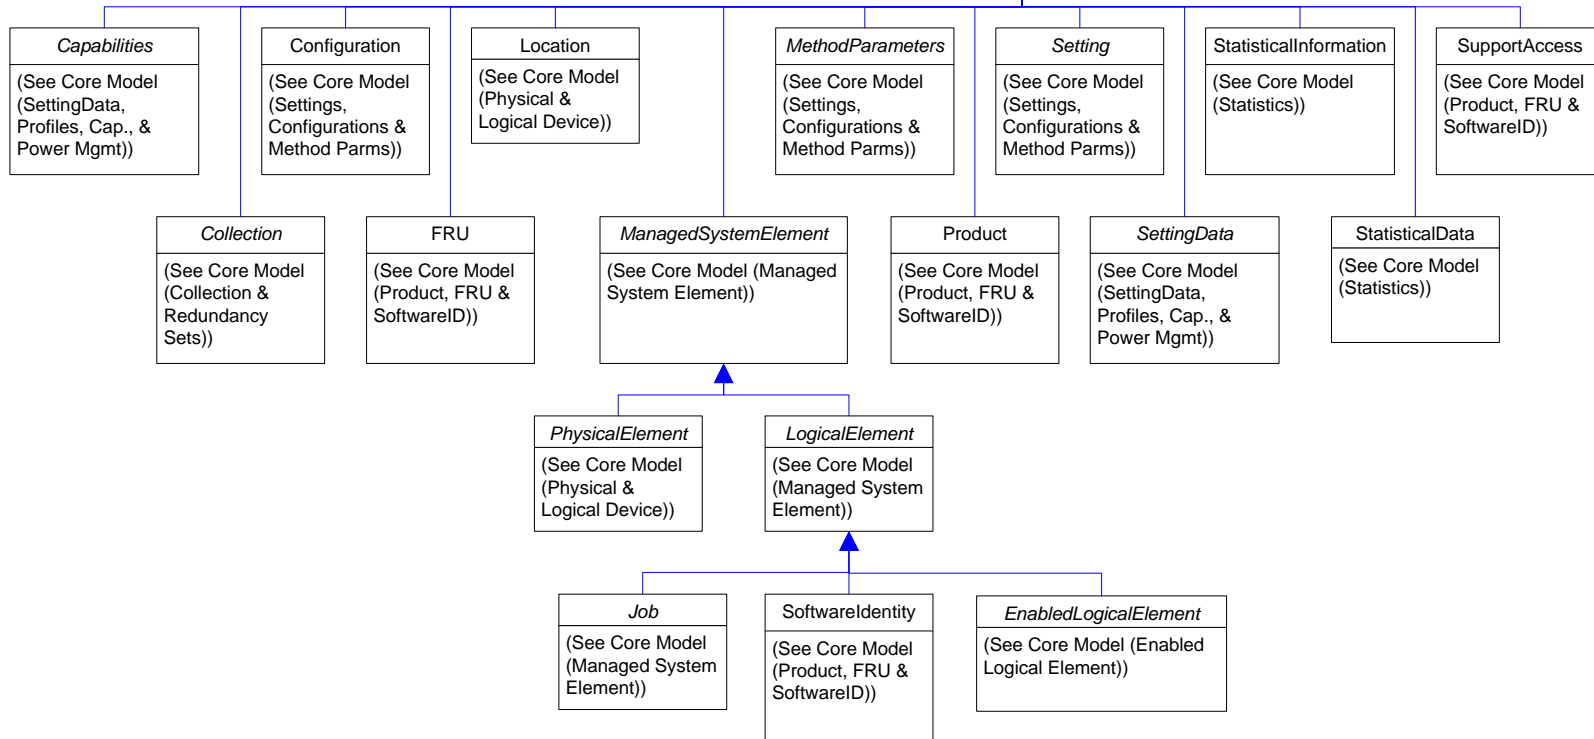 Capabilities
(See Core Model
(SettingData,
Profiles, Cap., &
Power Mgmt))
Configuration
(See Core Model
(Settings,
Configurations &
Method Parms))
Location
(See Core Model
(Physical &
Logical Device))
MethodParameters
(See Core Model
(Settings,
Configurations &
Method Parms))
Setting
(See Core Model
(Settings,
Configurations &
Method Parms))
StatisticalInformation
(See Core Model
(Statistics))
SupportAccess
(See Core Model
(Product, FRU &
SoftwareID))
Collection
(See Core Model
(Collection &
Redundancy
Sets))
FRU
(See Core Model
(Product, FRU &
SoftwareID))
ManagedSystemElement
(See Core Model (Managed
System Element))
Product
(See Core Model
(Product, FRU &
SoftwareID))
SettingData
(See Core Model
(SettingData,
Profiles, Cap., &
Power Mgmt))
StatisticalData
(See Core Model
(Statistics))
PhysicalElement
(See Core Model
(Physical &
Logical Device))
LogicalElement
(See Core Model
(Managed System
Element))
Job
(See Core Model
(Managed System
Element))
SoftwareIdentity
(See Core Model
(Product, FRU &
SoftwareID))
EnabledLogicalElement
(See Core Model (Enabled
Logical Element))